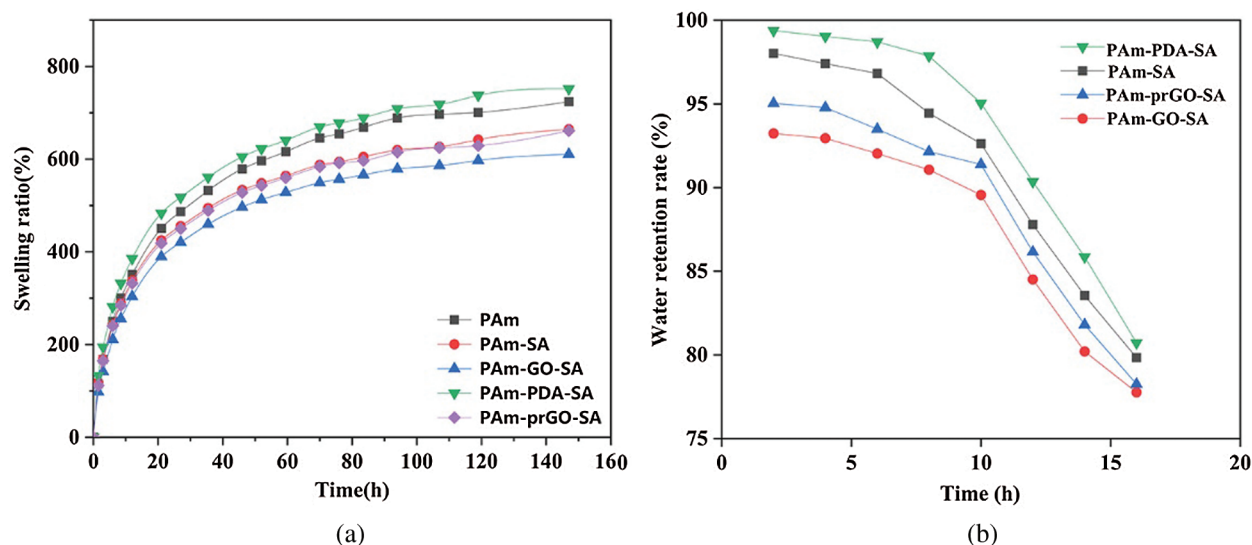 800
600
400
200
0
Swelling ratio(%)
PAm
PAm-SA
PAm-GO-SA
PAm-PDA-SA
PAm-prGO-SA
0 20 40 60 80 100 120 140 160
Time(h)
(a)
100
95
90
85
80
75
Water retention rate (%)
PAm-PDA-SA
PAm-SA
PAm-prGO-SA
PAm-GO-SA
0 5 10 15 20
Time (h)
(b)